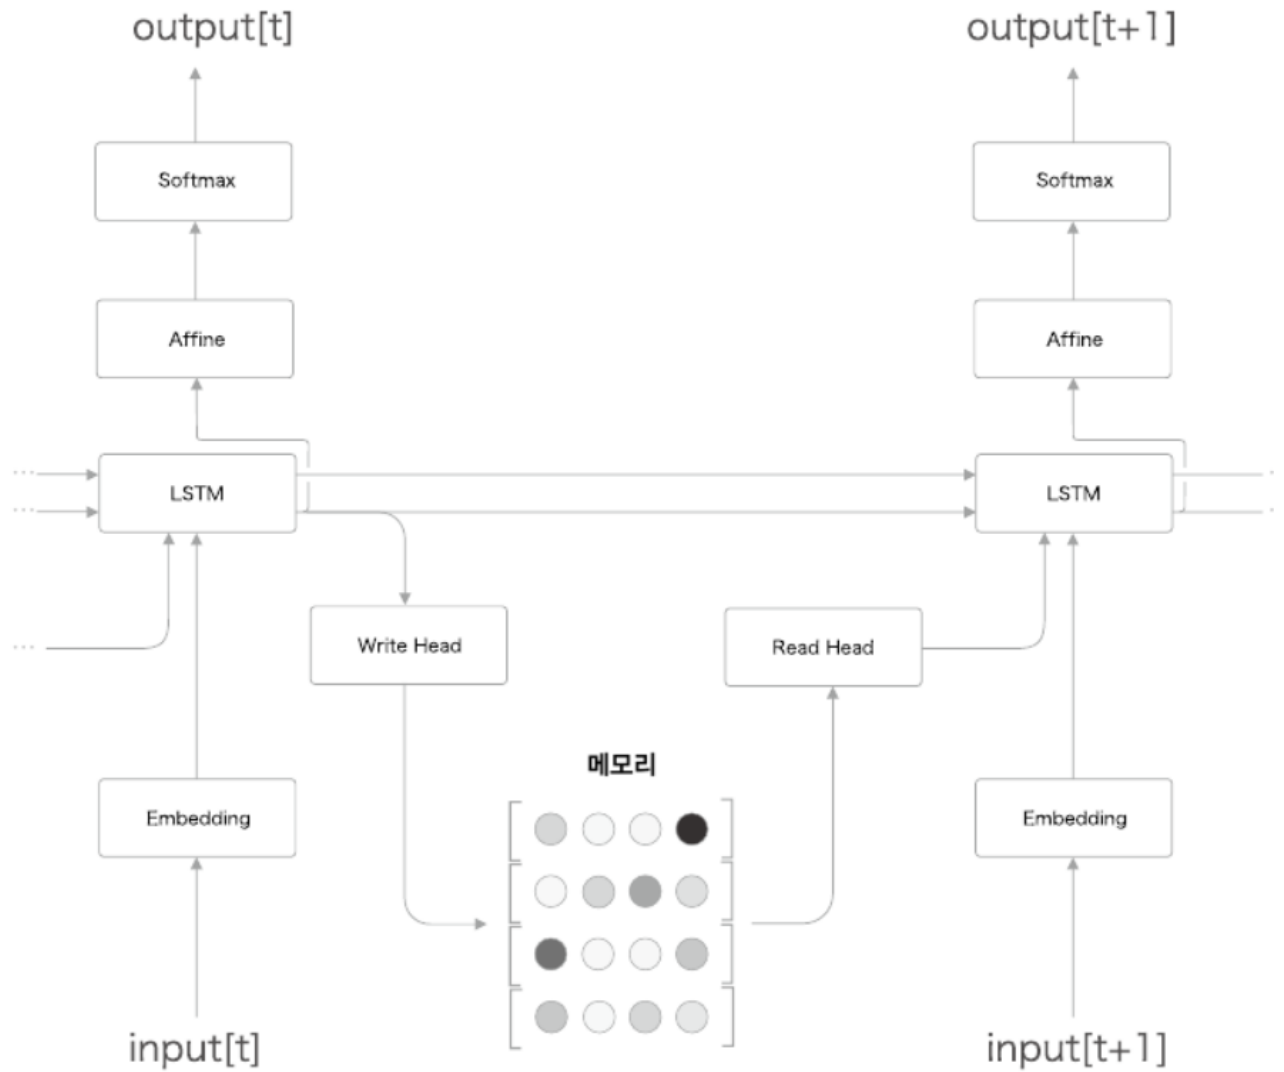 output[t]
output[t+1]
Softmax
Softmax
Affine
Affine
...
LSTM
LSTM
...
...
Write Head
Read Head
메모리
Embedding
Embedding
input[t]
input[t+1]